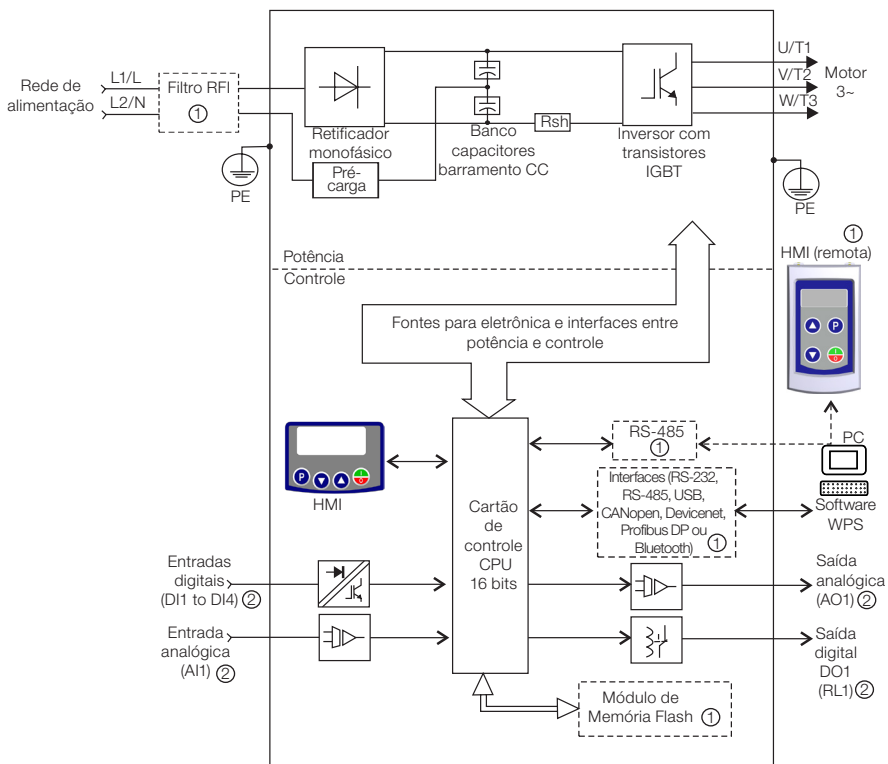 Rede de
alimentação
L1/L
L2/N
Filtro RFI
①
PE
Retificador
monofásico
Pré-
carga
Banco
capacitores
barramento CC
Rsh
Inversor com
transistores
IGBT
U/T1
V/T2
W/T3
Motor
3~
PE
Potência
Controle
①
HMI (remota)
P
I
0
Fontes para eletrônica e interfaces entre
potência e controle
P
I
0
HMI
Cartão
de
controle
CPU
16 bits
RS-485
①
Interfaces (RS-232,
RS-485, USB,
CANopen, Devicenet,
Profibus DP ou
Bluetooth) ①
PC
Software
WPS
Entradas
digitais
(DI1 to DI4) ②
Entrada
analógica
(AI1) ②
Saída
analógica
(AO1) ②
Saída
digital
DO1
(RL1) ②
Módulo de
Memória Flash ①